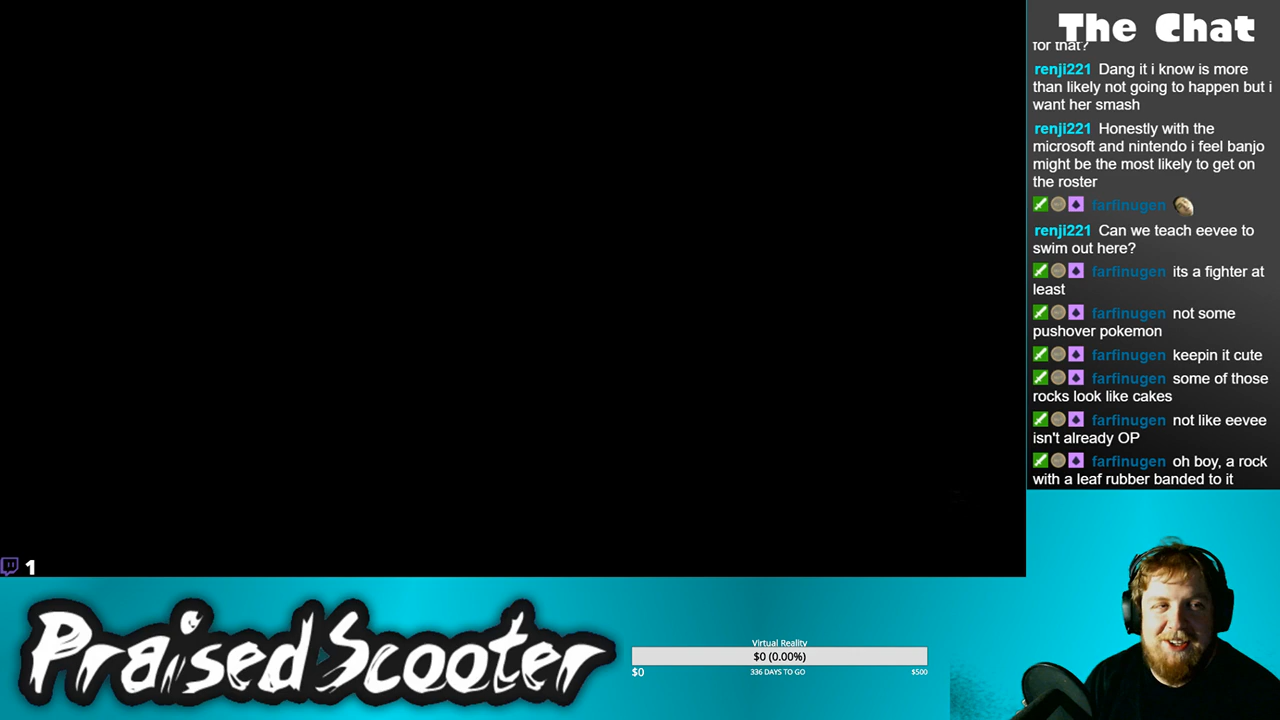 The Chat
for that?
renji221 Dang it i know is more
than likely not going to happen but i
want her smash
renji221 Honestly with the
microsoft and nintendo i feel banjo
might be the most likely to get on
the roster
farfinugen
renji221 Can we teach eevee to
swim out here?
farfinugen its a fighter at
least
farfinugen not some
pushover pokemon
farfinugen keepin it cute
farfinugen some of those
rocks look like cakes
farfinugen not like eevee
isn't already OP
farfinugen oh boy, a rock
with a leaf rubber banded to it
1
PraisedScooter
Virtual Reality
$0 (0.00%)
$0 336 DAYS TO GO $500